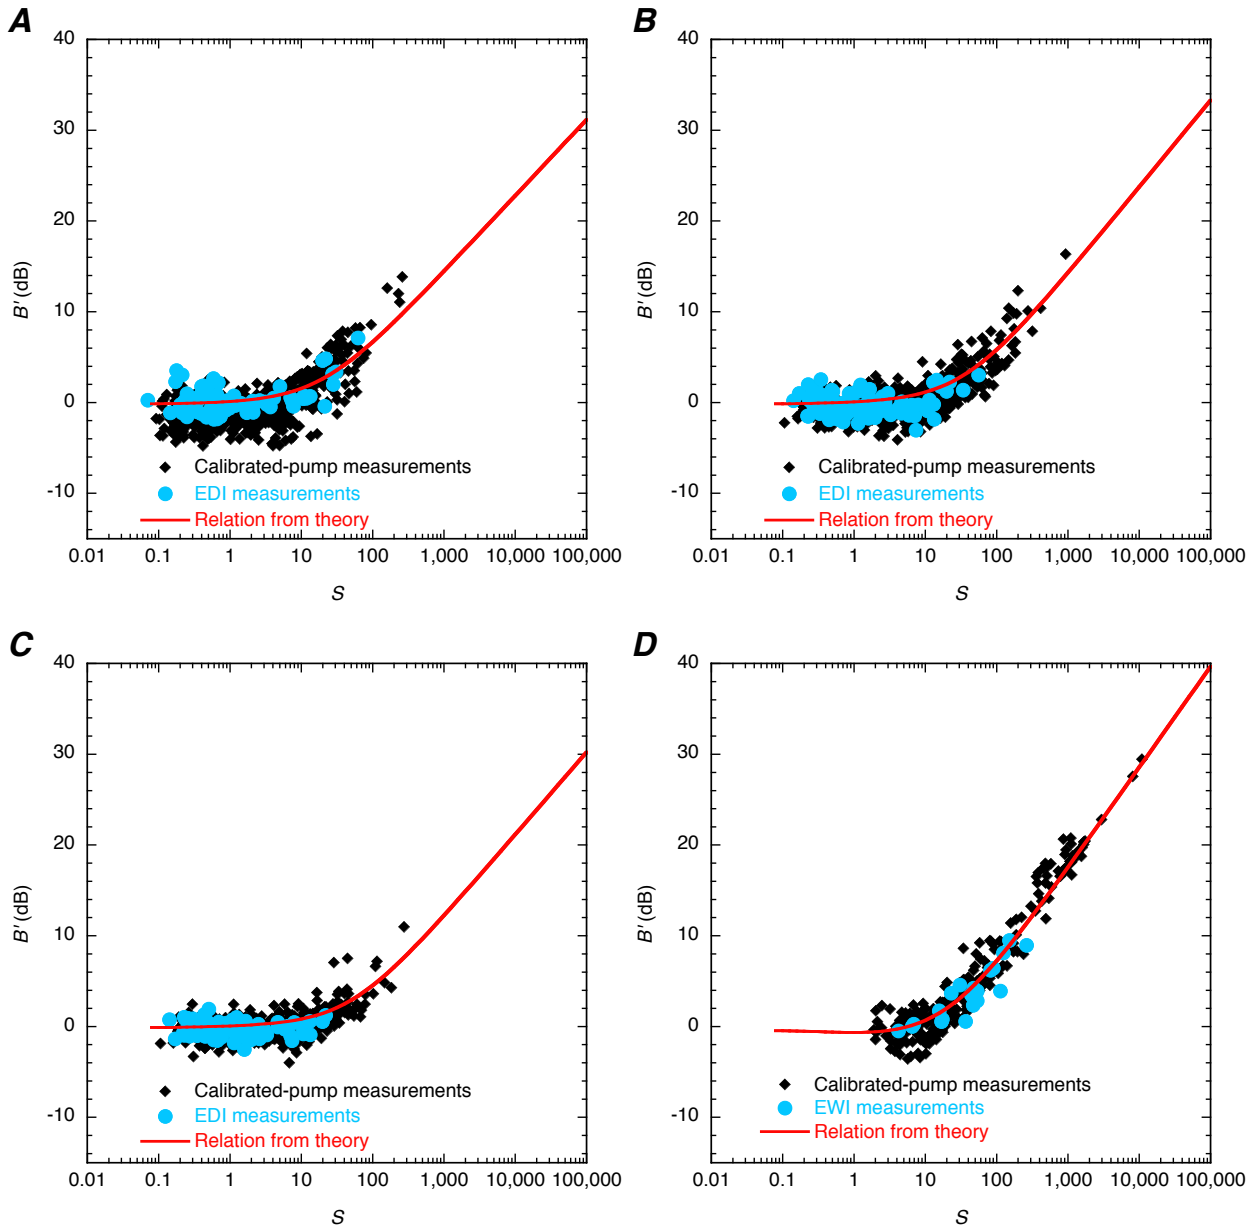 A
40
30
20
10
0
-10
B′ (dB)
Calibrated-pump measurements
EDI measurements
Relation from theory
0.01 0.1 1 10 100 1,000 10,000 100,000
S
B
40
30
20
10
0
-10
B′ (dB)
Calibrated-pump measurements
EDI measurements
Relation from theory
0.01 0.1 1 10 100 1,000 10,000 100,000
S
C
40
30
20
10
0
-10
B′ (dB)
Calibrated-pump measurements
EDI measurements
Relation from theory
0.01 0.1 1 10 100 1,000 10,000 100,000
S
D
40
30
20
10
0
-10
B′ (dB)
Calibrated-pump measurements
EWI measurements
Relation from theory
0.01 0.1 1 10 100 1,000 10,000 100,000
S